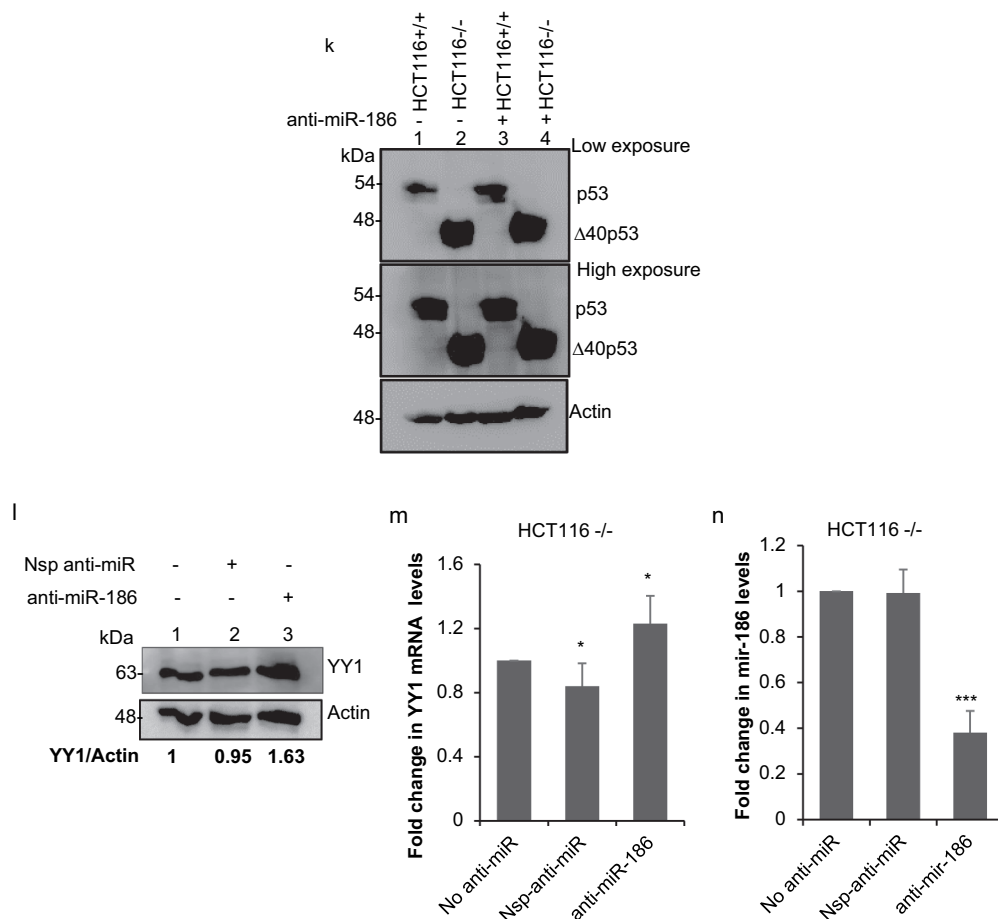 k
- HCT116+/+
- HCT116-/-
+ HCT116+/+
+ HCT116-/-
anti-miR-186
1 2 3 4
Low exposure
kDa
54
p53
48
Δ40p53
High exposure
54
p53
48
Δ40p53
48
Actin
l
Nsp anti-miR - + -
anti-miR-186 - - +
kDa 1 2 3
63
YY1
48
Actin
YY1/Actin 1 0.95 1.63
m
HCT116 -/-
Fold change in YY1 mRNA levels
1.6
1.2
0.8
0.4
0
*
*
No anti-miR
Nsp-anti-miR
anti-miR-186
n
HCT116 -/-
Fold change in mir-186 levels
1.2
1
0.8
0.6
0.4
0.2
0
***
No anti-miR
Nsp-anti-miR
anti-mir-186